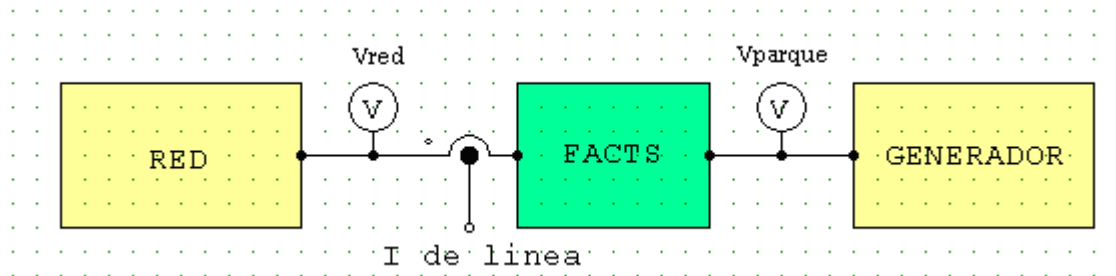 Vred
Vparque
V
V
RED
FACTS
GENERADOR
I de linea